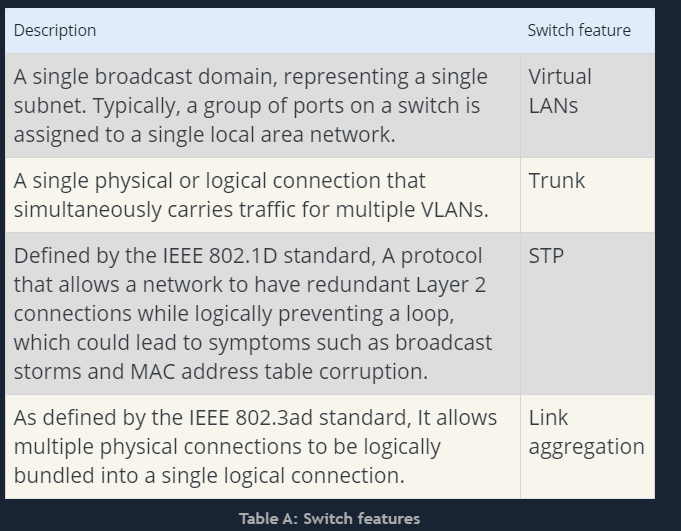 Description
Switch feature
A single broadcast domain, representing a single
subnet. Typically, a group of ports on a switch is
assigned to a single local area network.
Virtual
LANs
A single physical or logical connection that
simultaneously carries traffic for multiple VLANs.
Trunk
Defined by the IEEE 802.1D standard, A protocol
that allows a network to have redundant Layer 2
connections while logically preventing a loop,
which could lead to symptoms such as broadcast
storms and MAC address table corruption.
STP
As defined by the IEEE 802.3ad standard, It allows
multiple physical connections to be logically
bundled into a single logical connection.
Link
aggregation
Table A: Switch features